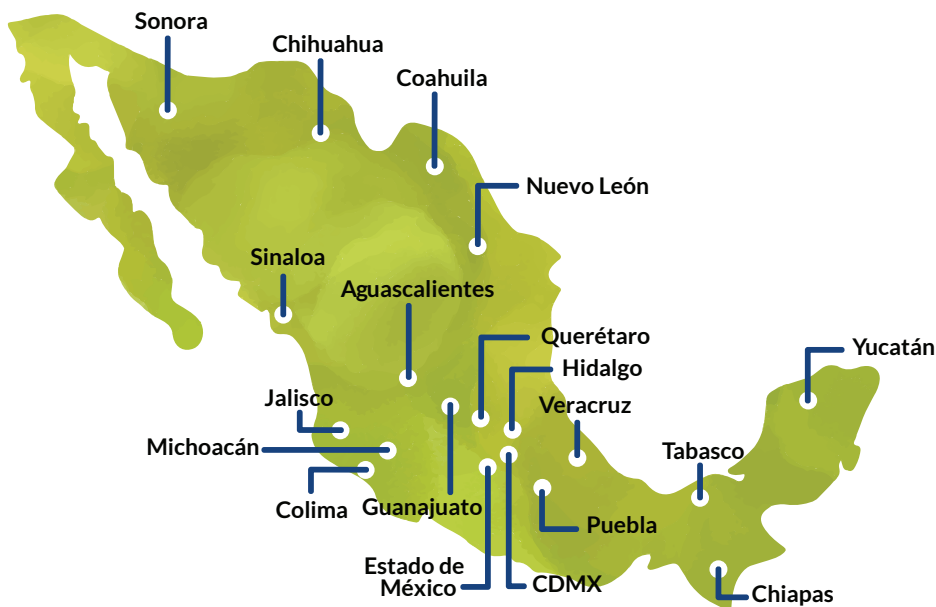 Sonora
Chihuahua
Coahuila
Nuevo León
Sinaloa
Aguascalientes
Querétaro
Yucatán
Hidalgo
Jalisco
Veracruz
Michoacán
Tabasco
Colima
Guanajuato
Puebla
Estado de
México
CDMX
Chiapas